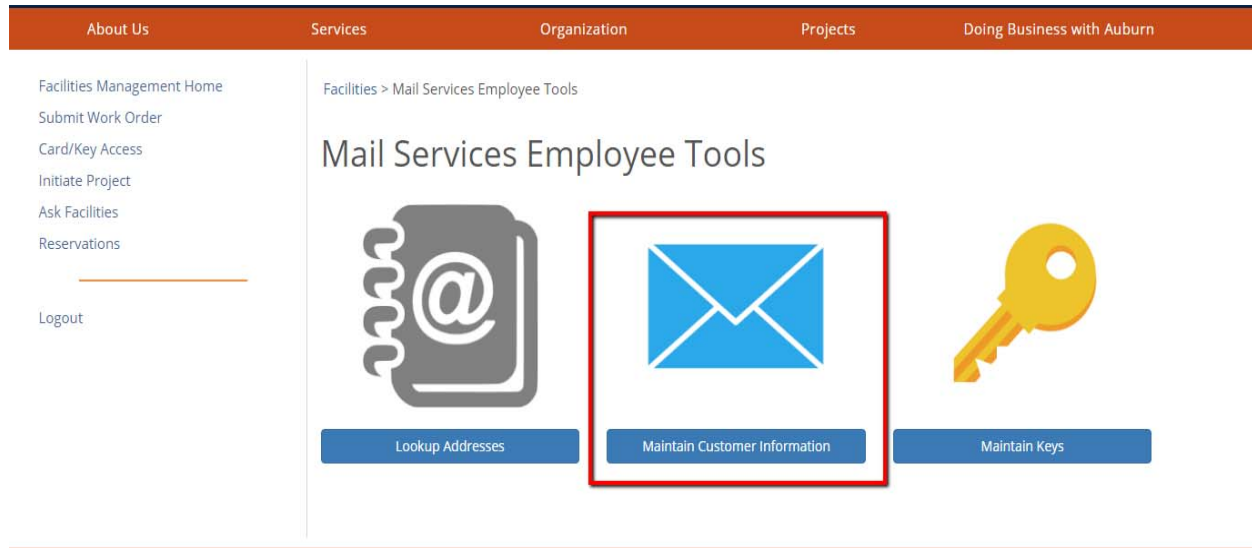 About Us Services Organization Projects Doing Business with Auburn
Facilities Management Home
Submit Work Order
Card/Key Access
Initiate Project
Ask Facilities
Reservations
Logout
Facilities > Mail Services Employee Tools
Mail Services Employee Tools
@
Lookup Addresses Maintain Customer Information Maintain Keys